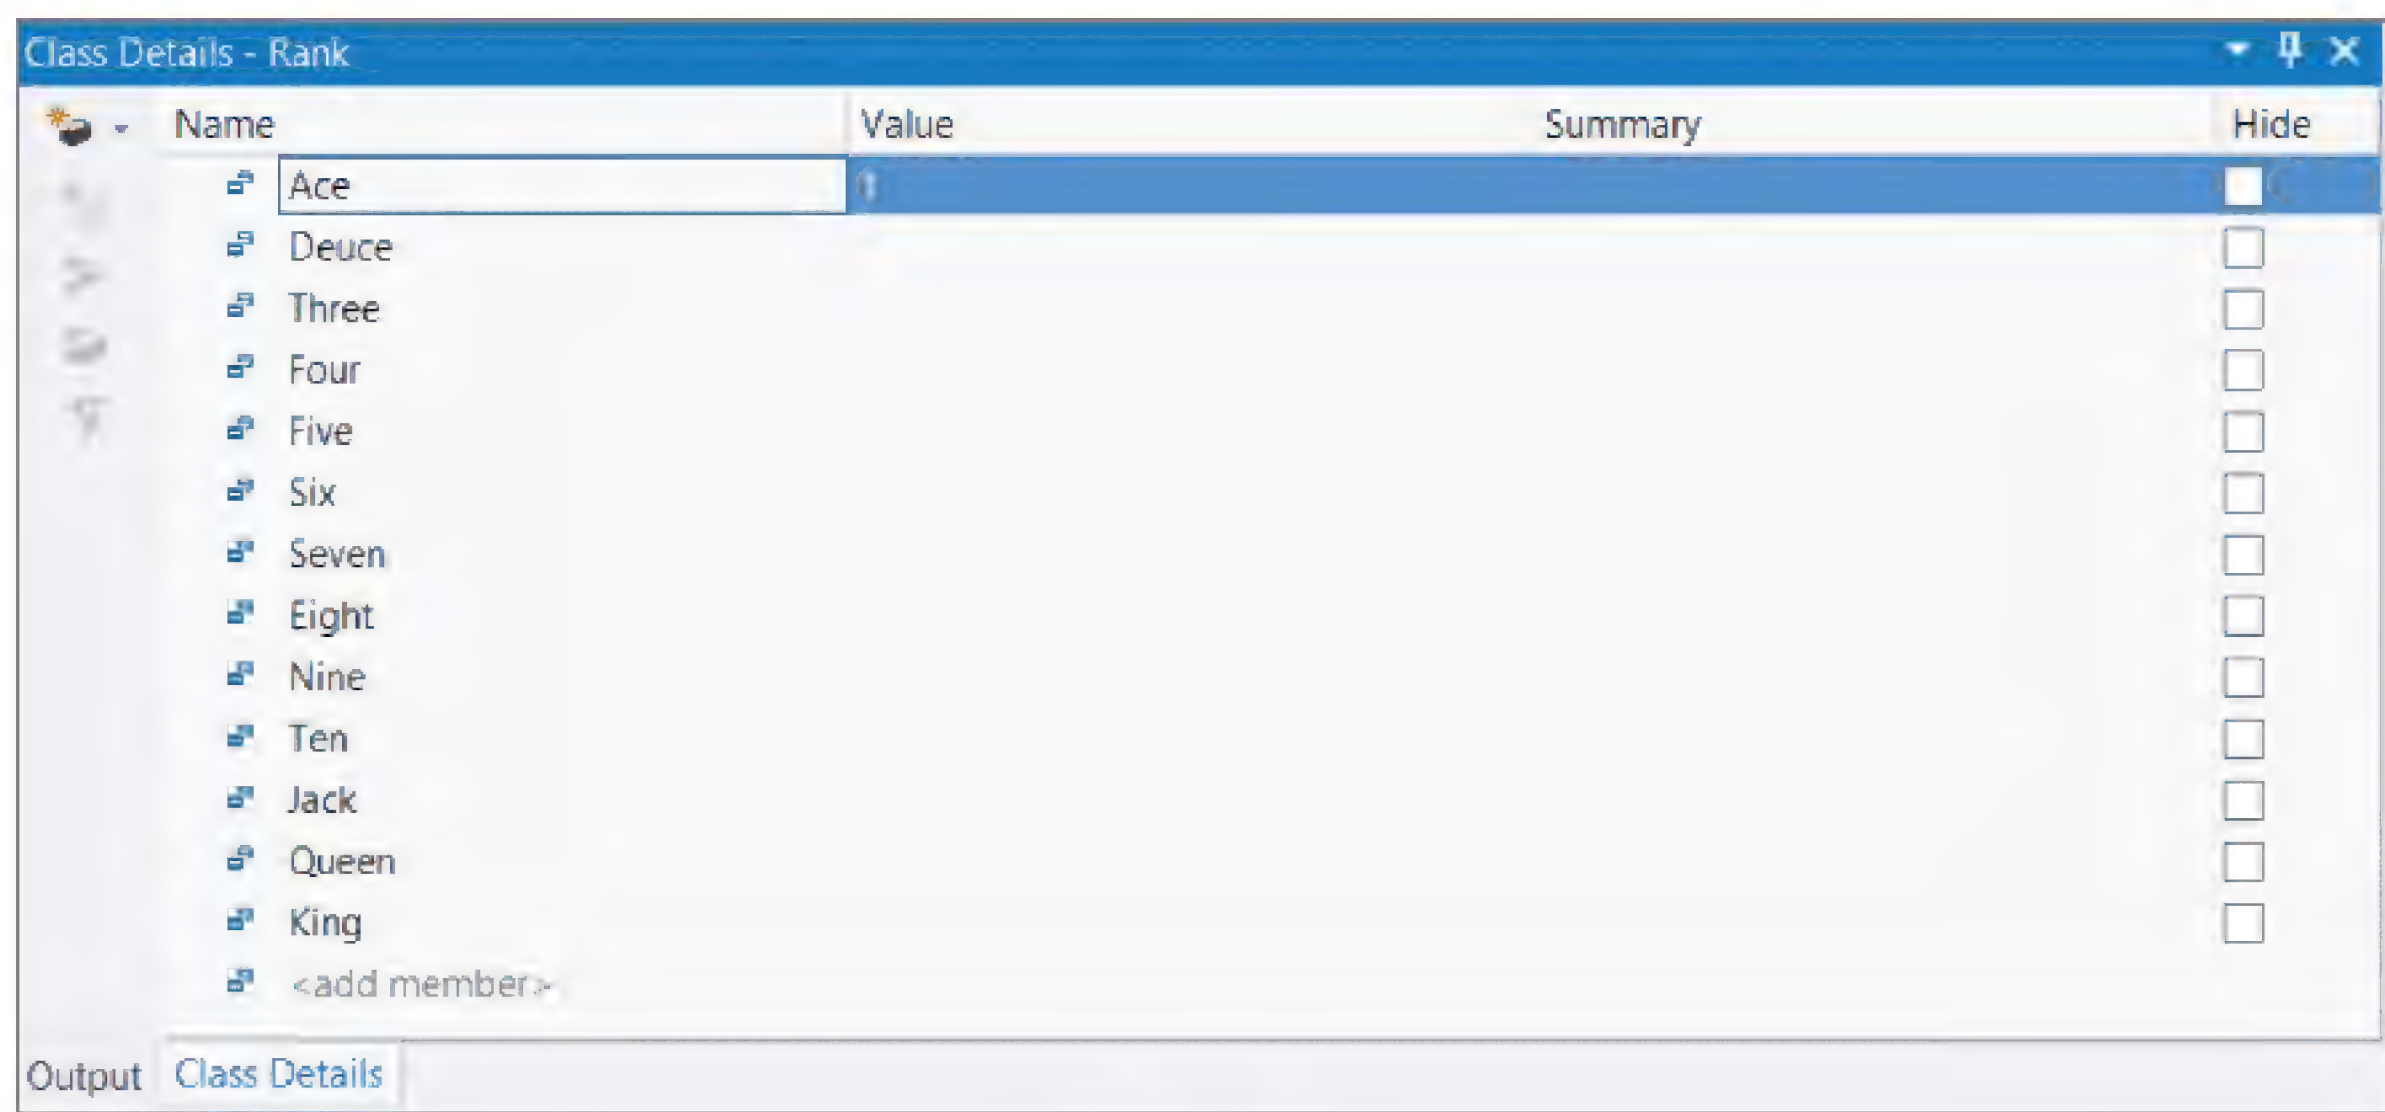 Class Details - Rank
Name Value Summary Hide
Ace 1
Deuce
Three
Four
Five
Six
Seven
Eight
Nine
Ten
Jack
Queen
King
<add member>
Output Class Details